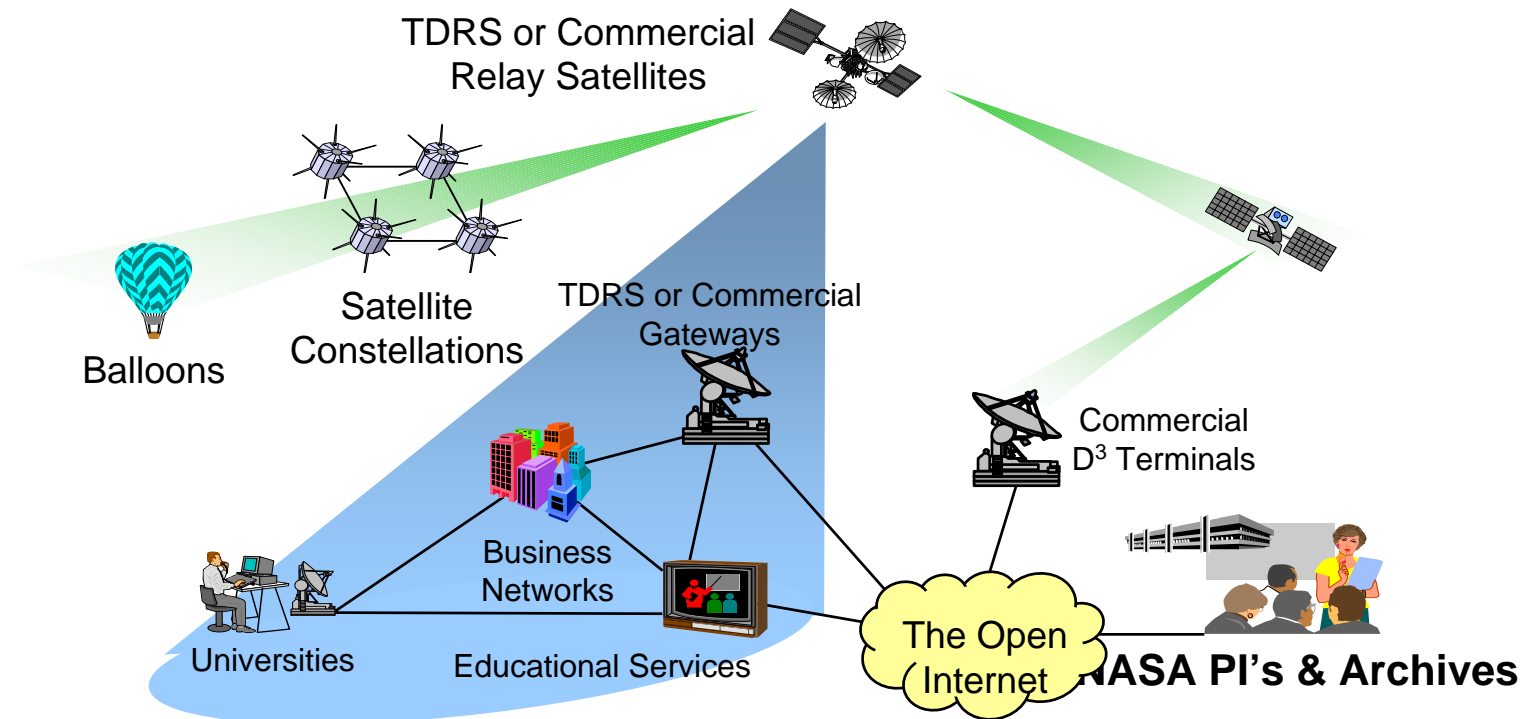 TDRS or Commercial
Relay Satellites
Satellite
Constellations
Balloons
TDRS or Commercial
Gateways
Commercial
D³ Terminals
Business
Networks
Universities
Educational Services
The Open
Internet
NASA PI's & Archives